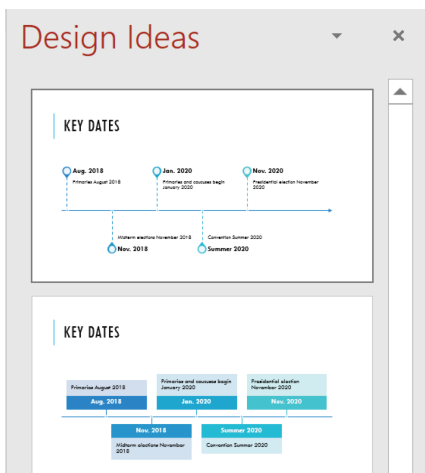 Design Ideas
KEY DATES
Aug. 2018
Primaries August 2018
Jan. 2020
Primaries and caucuses begin
January 2020
Nov. 2020
Presidential election November
2020
Midterm elections November 2018
Nov. 2018
Convention Summer 2020
Summer 2020
KEY DATES
Primaries August 2018
Aug. 2018
Primaries and caucuses begin
January 2020
Jan. 2020
Presidential election
November 2020
Nov. 2020
Nov. 2018
Midterm elections November
2018
Summer 2020
Convention Summer 2020